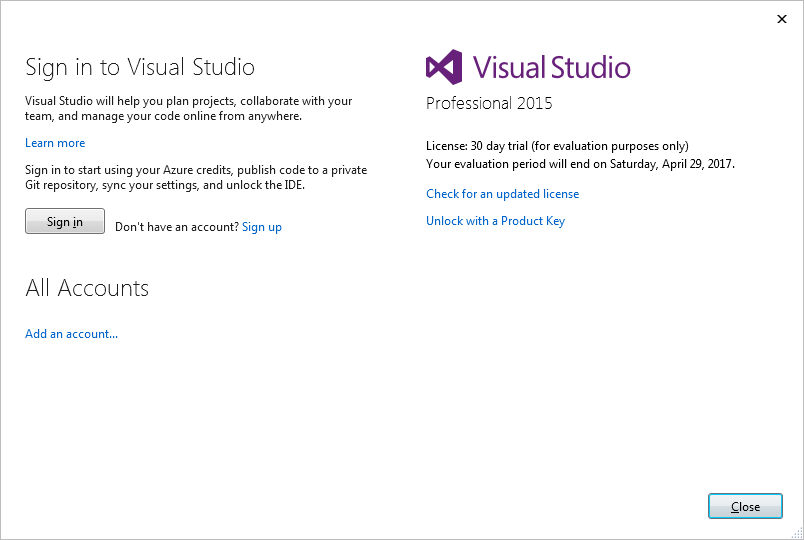 Sign in to Visual Studio
Visual Studio will help you plan projects, collaborate with your
team, and manage your code online from anywhere.
Learn more
Sign in to start using your Azure credits, publish code to a private
Git repository, sync your settings, and unlock the IDE.
Sign in
Don't have an account? Sign up
All Accounts
Add an account...
Visual Studio
Professional 2015
License: 30 day trial (for evaluation purposes only)
Your evaluation period will end on Saturday, April 29, 2017.
Check for an updated license
Unlock with a Product Key
Close